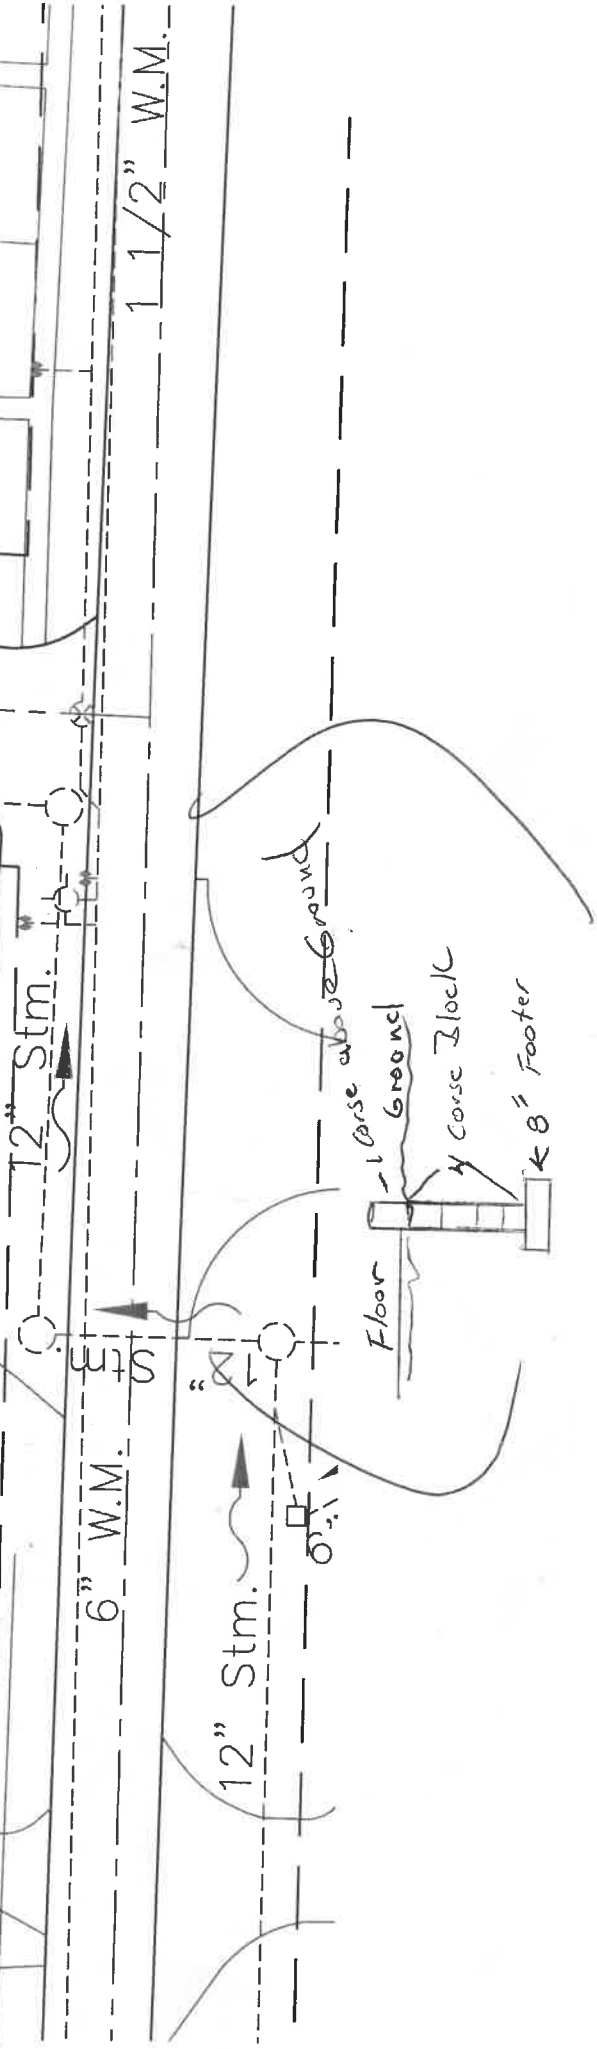 1 1/2" W.M.
12" Stm.
6" W.M.
12" Stm.
Stm
1 Corse above Ground
Ground
4 Corse Block
8" Footer
Floor